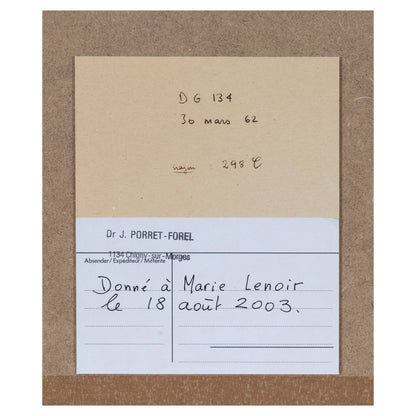 DG 134
30 mars 62
: 298
Dr J. PORRET-FOREL
1134 Chigny-sur-Morges
Absender / Expéditeur / Mittente
Donné à Marie Lenoir
le 18 août 2003.